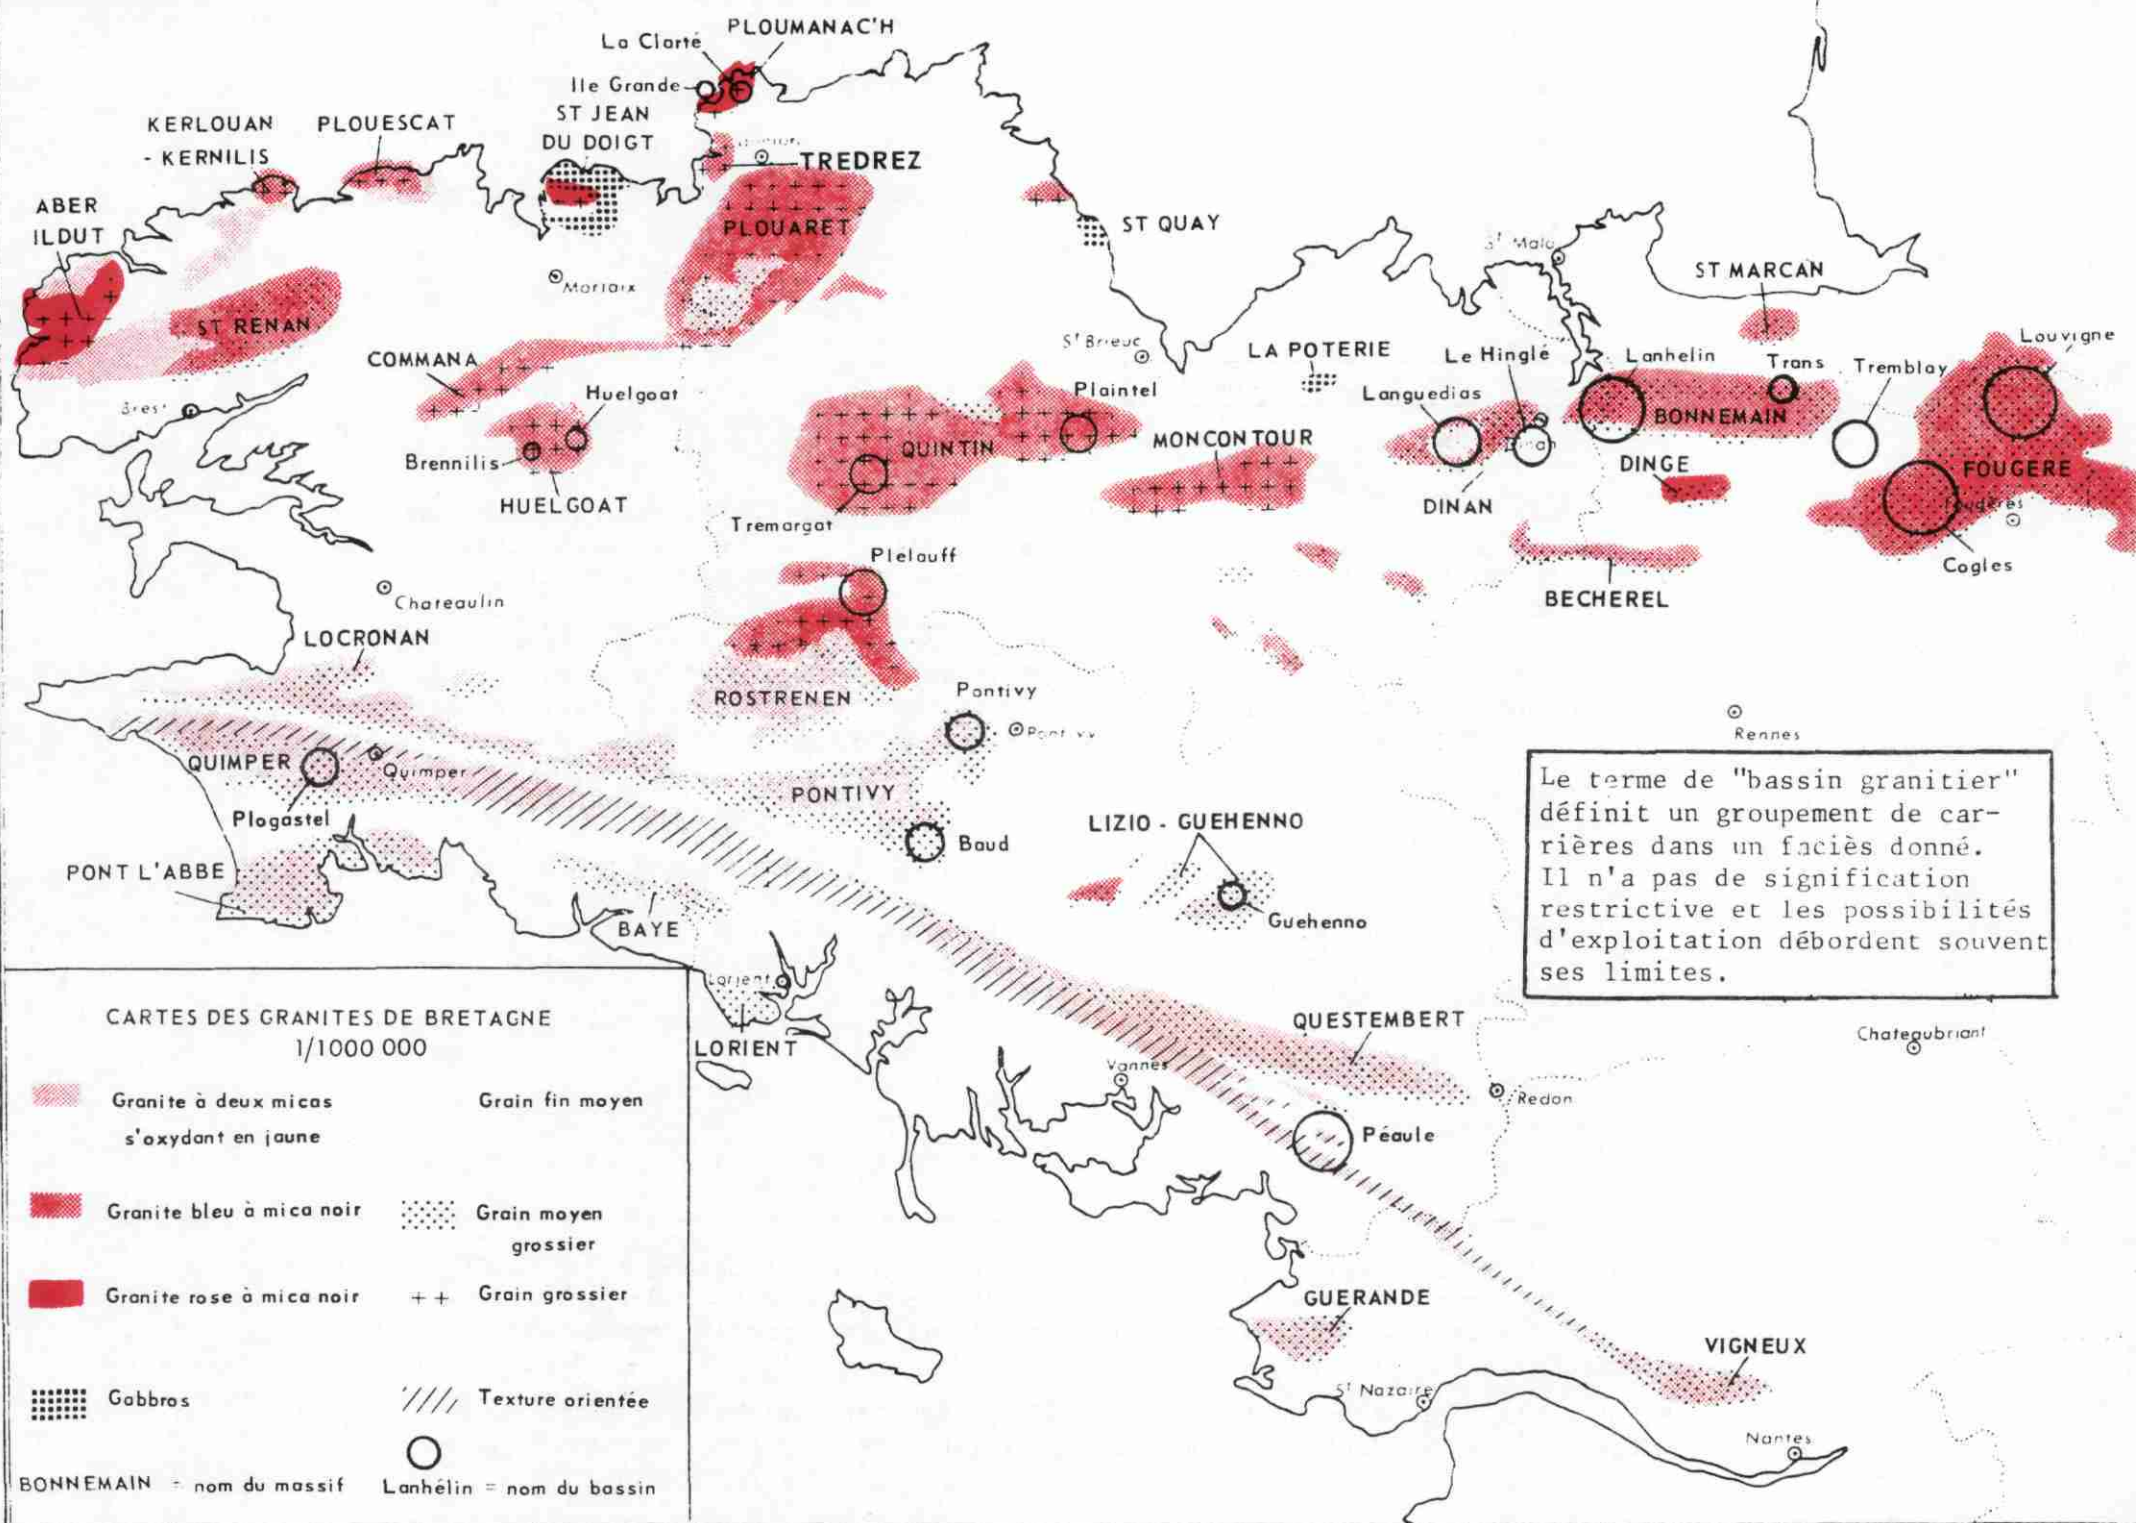 PLOUMANAC'H
La Clarté
Ile Grande
ST JEAN
DU DOIGT
KERLOUAN
- KERNILIS
PLOUESCAT
TREDREZ
ABER
ILDUT
PLOUARET
ST QUAY
St Malo
ST MARCAN
Morlaix
ST RENAN
COMMANA
St Brieuc
LA POTERIE
Le Hinglé
Lanhelin
Trans
Tremblay
Louvigne
Brest
Huelgoat
Plaintel
Languedias
BONNEMAIN
Brennilis
QUINTIN
MONCONTOUR
DINGE
FOUGERE
HUELGOAT
Tremargat
DINAN
Fougères
Plélauff
Cogles
Chateaulin
BECHEREL
LOCRONAN
ROSTRENEN
Pontivy
Rennes
QUIMPER
Quimper
PONTIVY
Plogastel
LIZIO - GUEHENNO
Baud
PONT L'ABBE
Guehenno
BAYE
Le terme de "bassin granitier"
définit un groupement de car-
rières dans un faciès donné.
Il n'a pas de signification
restrictive et les possibilités
d'exploitation débordent souvent
ses limites.
Lorient
LORIENT
QUESTEMBERT
Chateaubriant
Vannes
Redon
Péaule
GUERANDE
VIGNEUX
St Nazaire
Nantes
CARTES DES GRANITES DE BRETAGNE
1/1000 000
Granite à deux micas
s'oxydant en jaune
Grain fin moyen
Granite bleu à mica noir
Grain moyen
grossier
Granite rose à mica noir
++ Grain grossier
Gabbros
Texture orientée
BONNEMAIN = nom du massif
Lanhélin = nom du bassin